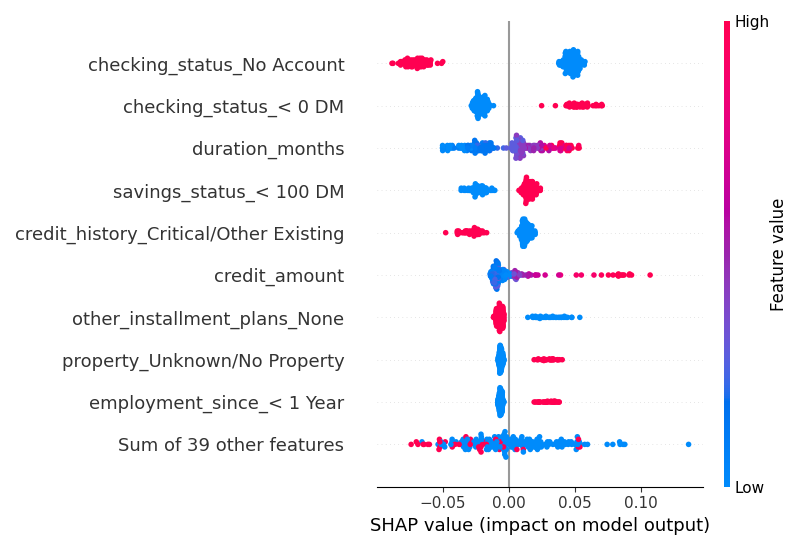 High
checking_status_No Account
checking_status_< 0 DM
duration_months
savings_status_< 100 DM
credit_history_Critical/Other Existing
credit_amount
other_installment_plans_None
property_Unknown/No Property
employment_since_< 1 Year
Sum of 39 other features
Feature value
Low
−0.05 0.00 0.05 0.10
SHAP value (impact on model output)